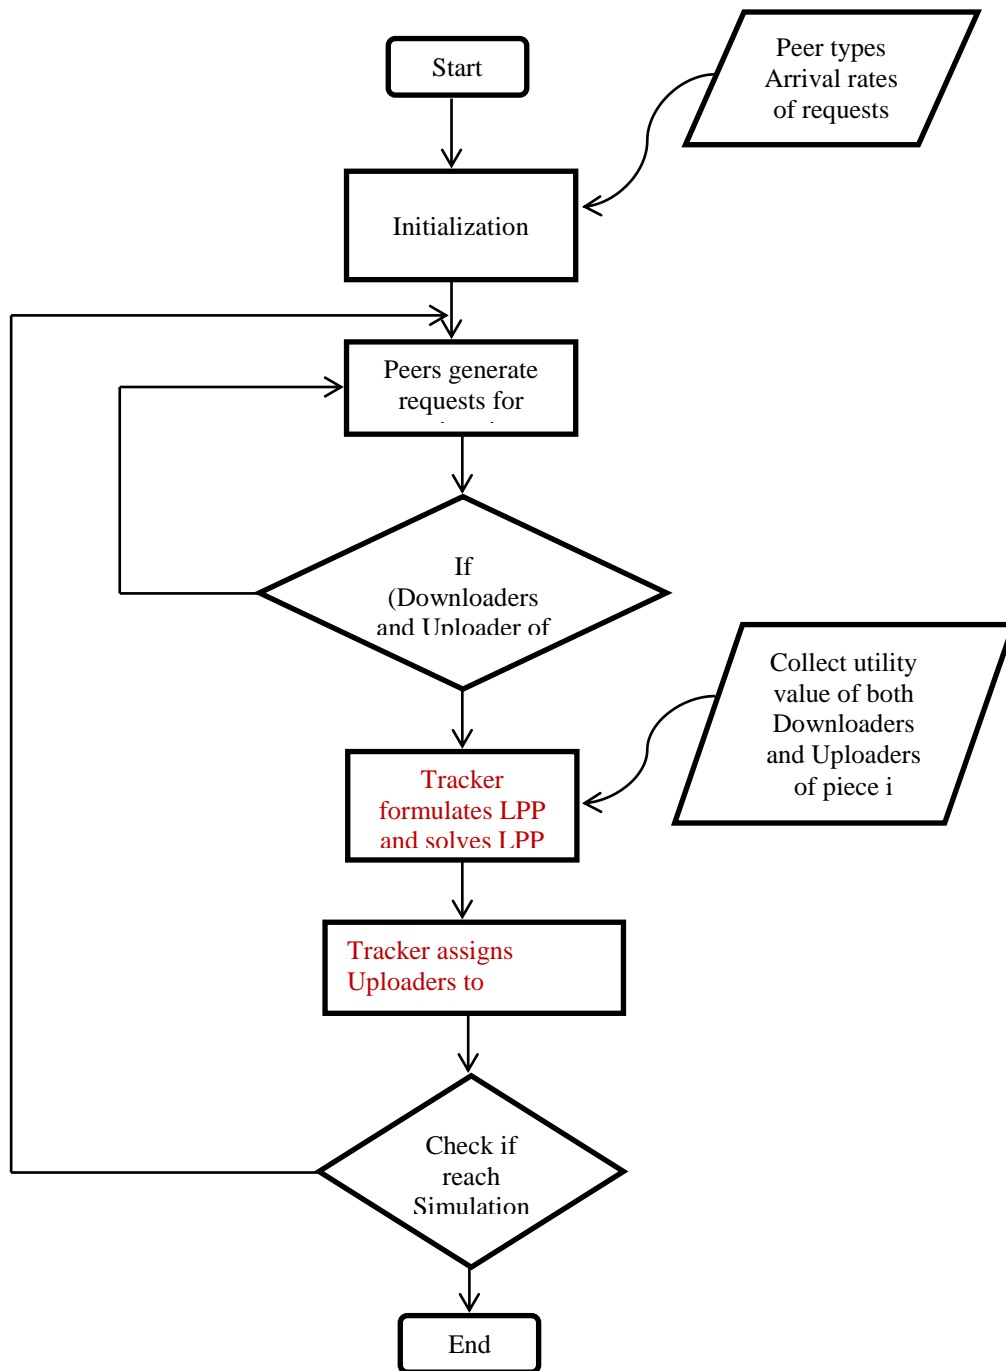 Start
Peer types
Arrival rates
of requests
Initialization
Peers generate
requests for
If
(Downloaders
and Uploader of
Collect utility
value of both
Downloaders
and Uploaders
of piece i
Tracker
formulates LPP
and solves LPP
Tracker assigns
Uploaders to
Check if
reach
Simulation
End